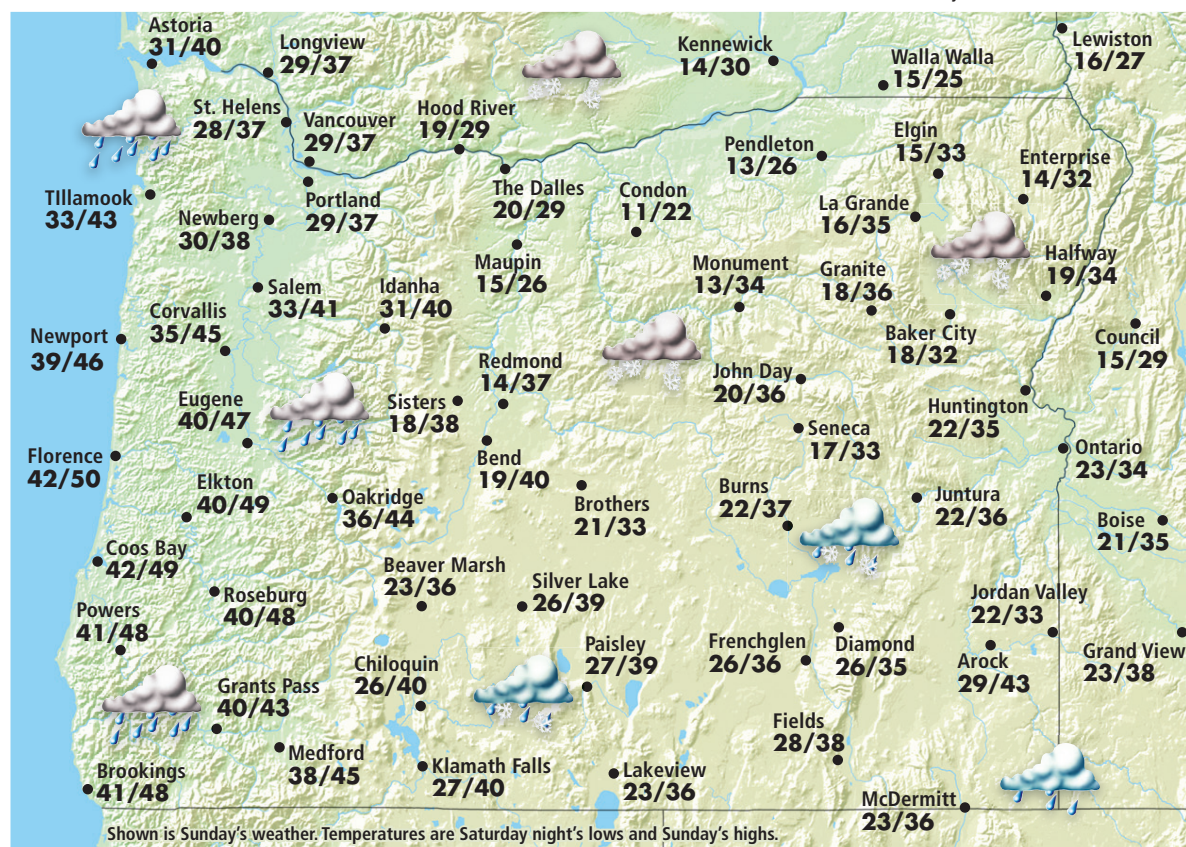 Astoria
31/40
Longview
29/37
Kennewick
14/30
Walla Walla
15/25
Lewiston
16/27
St. Helens
28/37
Vancouver
29/37
Hood River
19/29
Pendleton
13/26
Elgin
15/33
Enterprise
14/32
TIllamook
33/43
Newberg
30/38
Portland
29/37
The Dalles
20/29
Condon
11/22
La Grande
16/35
Maupin
15/26
Monument
13/34
Granite
18/36
Halfway
19/34
Salem
33/41
Idanha
31/40
Corvallis
35/45
Newport
39/46
Baker City
18/32
Council
15/29
Redmond
14/37
John Day
20/36
Eugene
40/47
Sisters
18/38
Huntington
22/35
Seneca
17/33
Florence
42/50
Bend
19/40
Ontario
23/34
Elkton
40/49
Oakridge
36/44
Brothers
21/33
Burns
22/37
Juntura
22/36
Boise
21/35
Coos Bay
42/49
Beaver Marsh
23/36
Silver Lake
26/39
Roseburg
40/48
Jordan Valley
22/33
Powers
41/48
Paisley
27/39
Frenchglen
26/36
Diamond
26/35
Arock
29/43
Grand View
23/38
Chiloquin
26/40
Grants Pass
40/43
Fields
28/38
Medford
38/45
Klamath Falls
27/40
Lakeview
23/36
Brookings
41/48
McDermitt
23/36
Shown is Sunday's weather. Temperatures are Saturday night's lows and Sunday's highs.